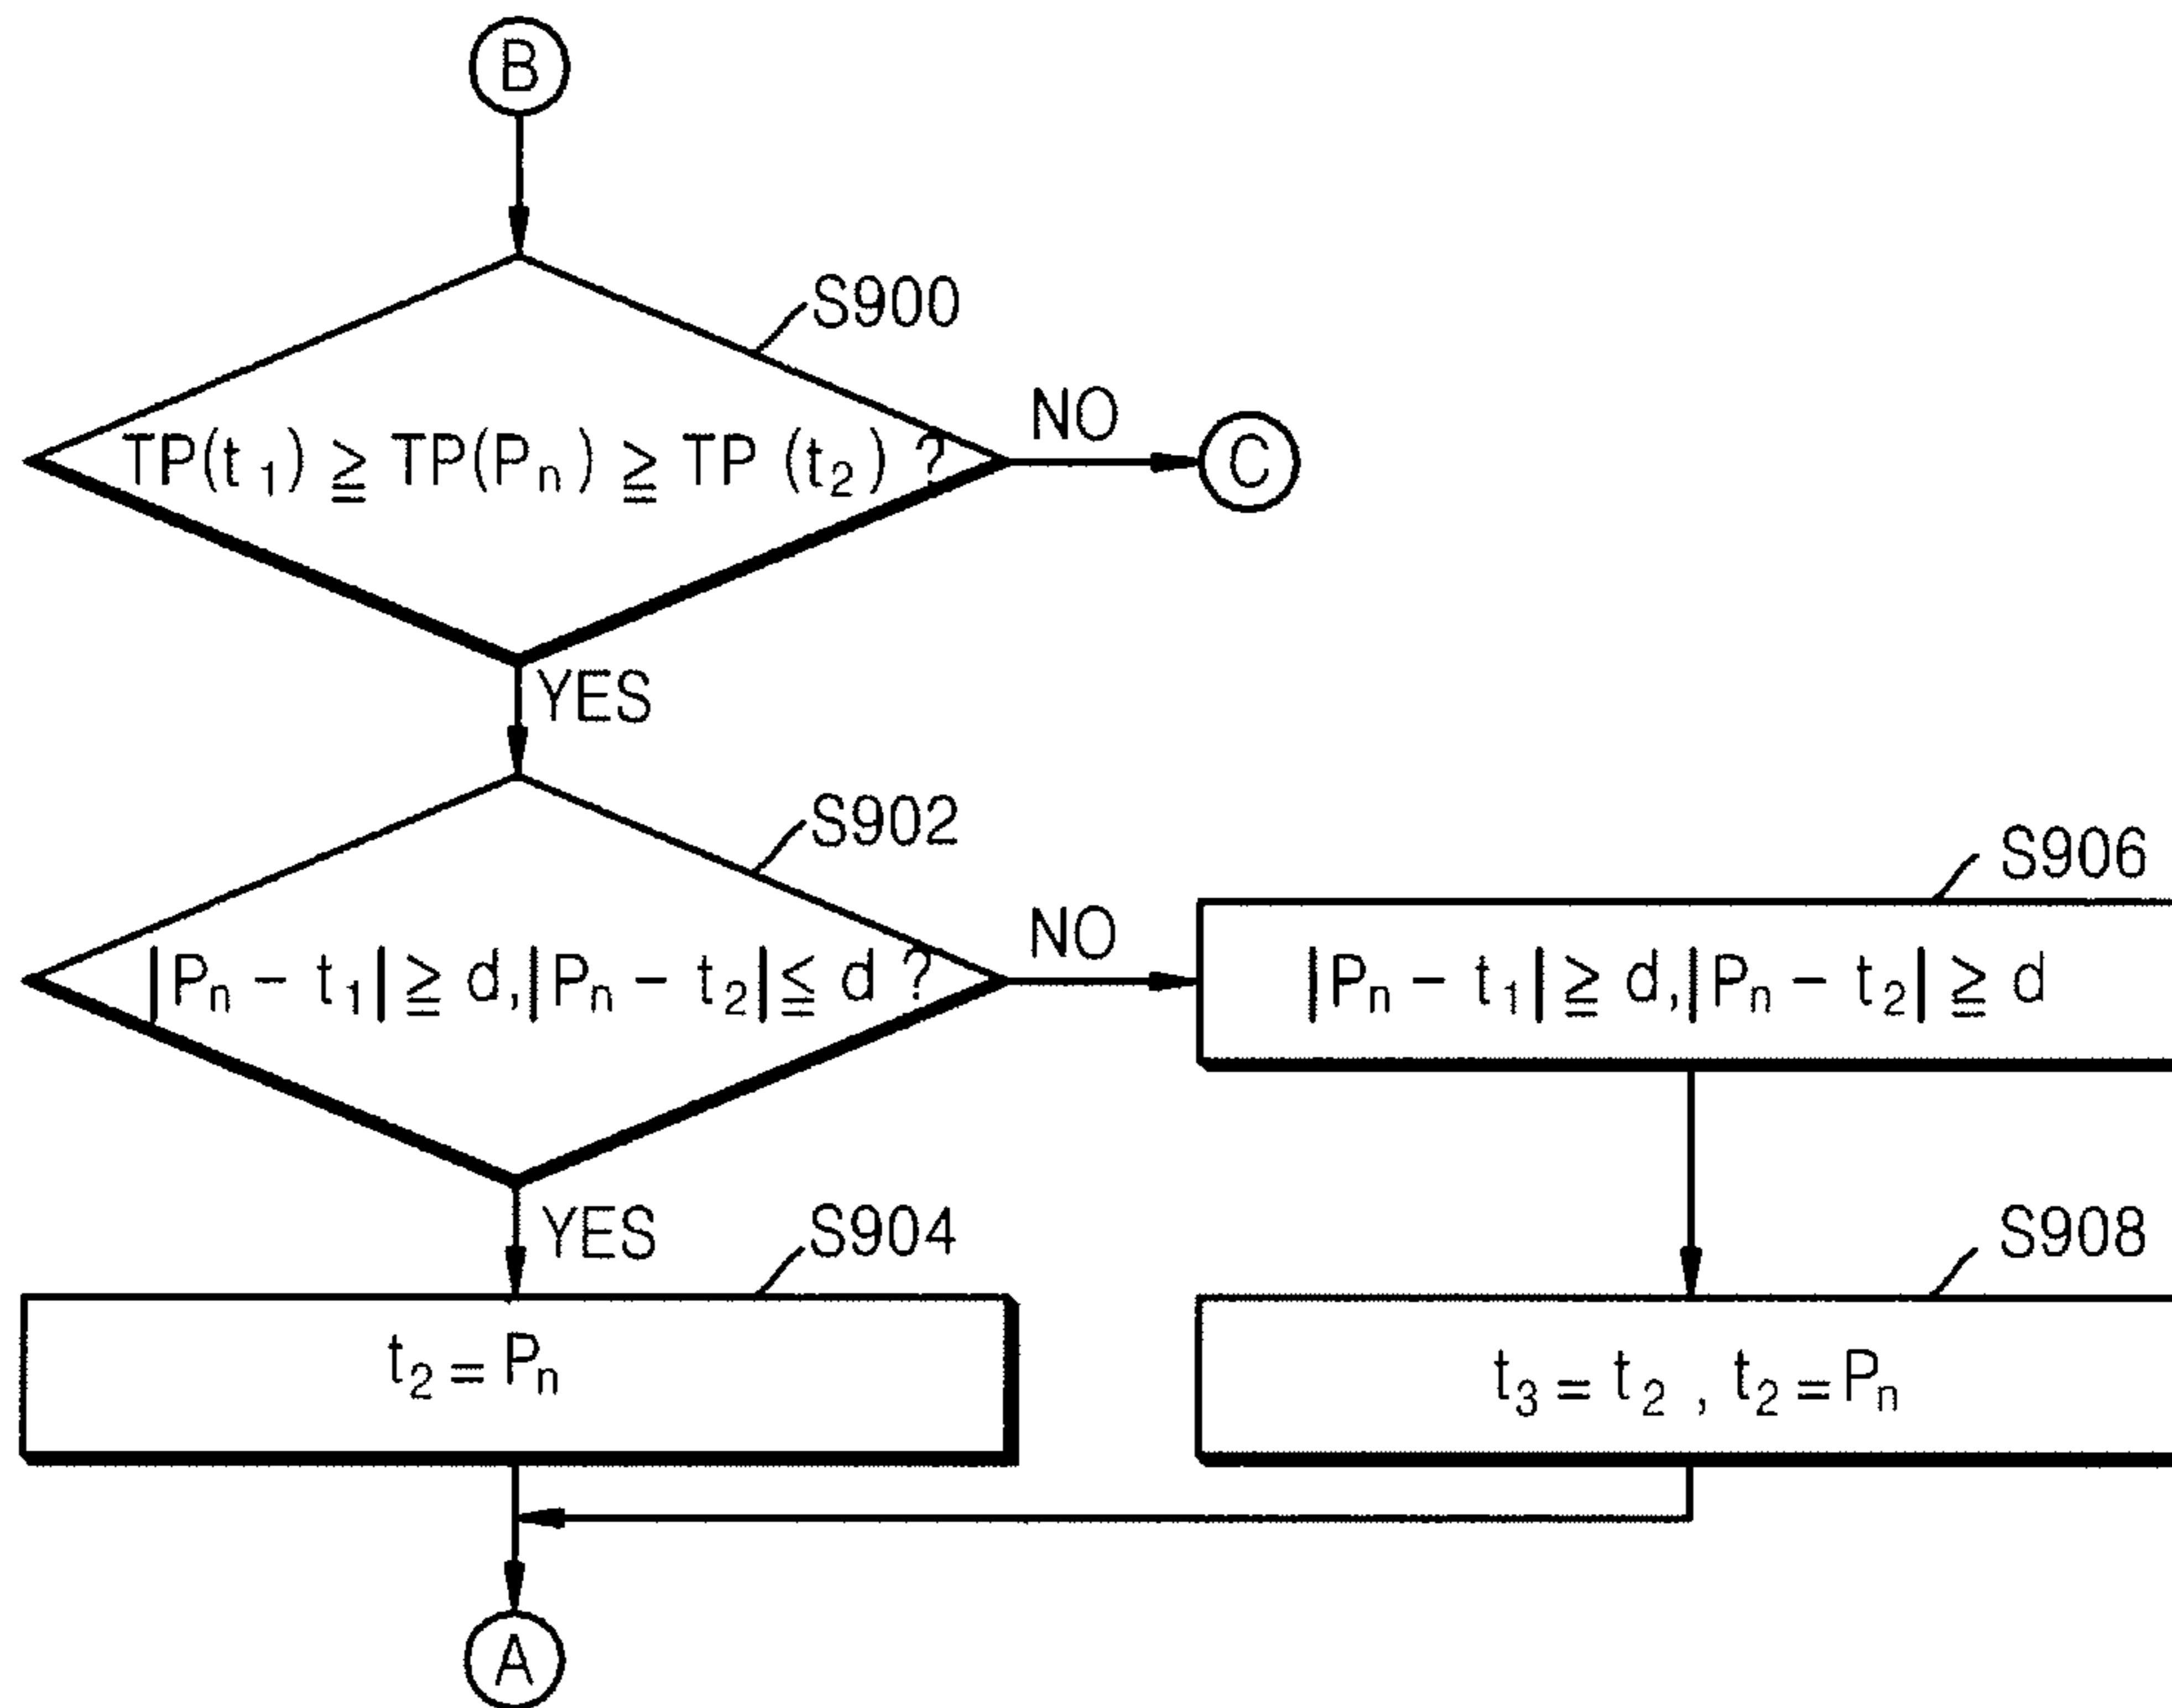 B
S900
TP(t₁) ≧ TP(Pₙ) ≧ TP (t₂) ?
NO
C
YES
S902
|Pₙ − t₁| ≧ d,|Pₙ − t₂| ≦ d ?
NO
S906
|Pₙ − t₁| ≧ d,|Pₙ − t₂| ≧ d
YES
S904
t₂ = Pₙ
S908
t₃ = t₂ , t₂ = Pₙ
A